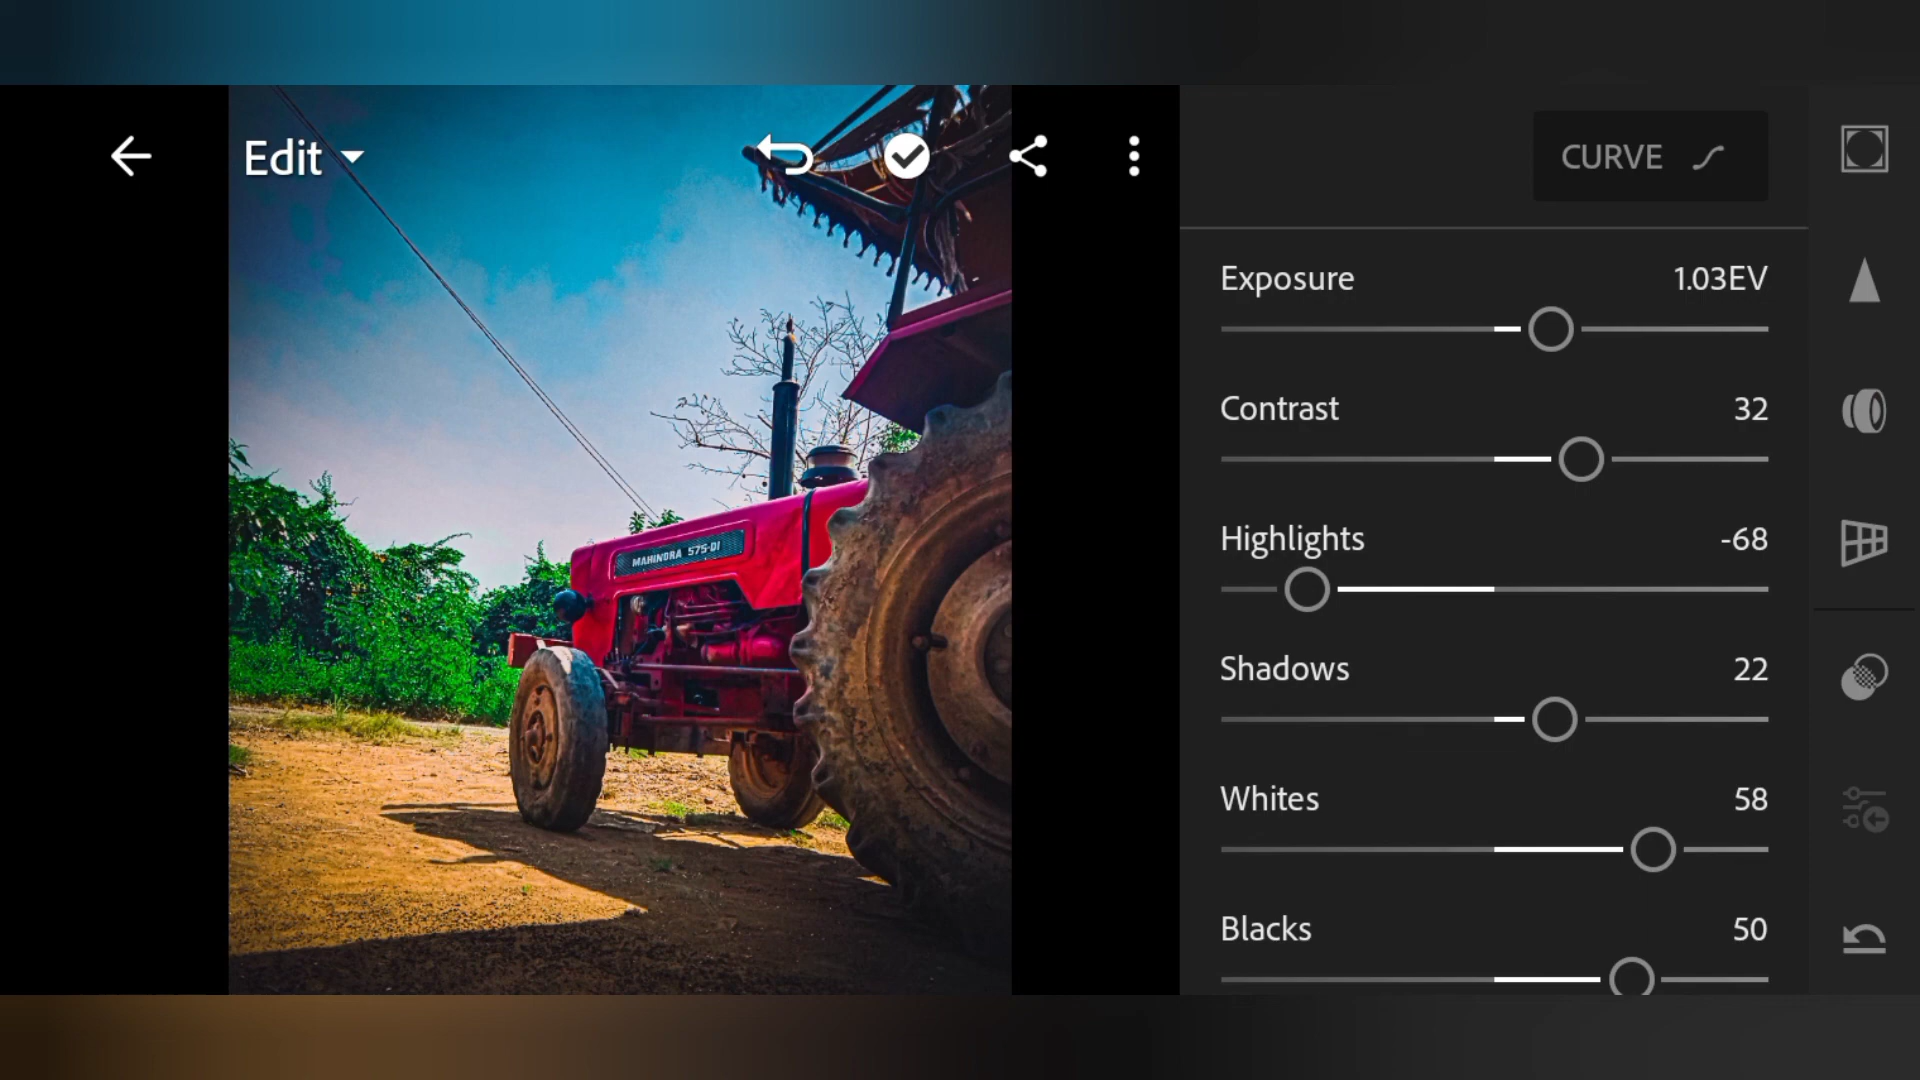 Edit
CURVE
Exposure 1.03EV
Contrast 32
Highlights -68
Shadows 22
Whites 58
Blacks 50
MAHINDRA 575-DI